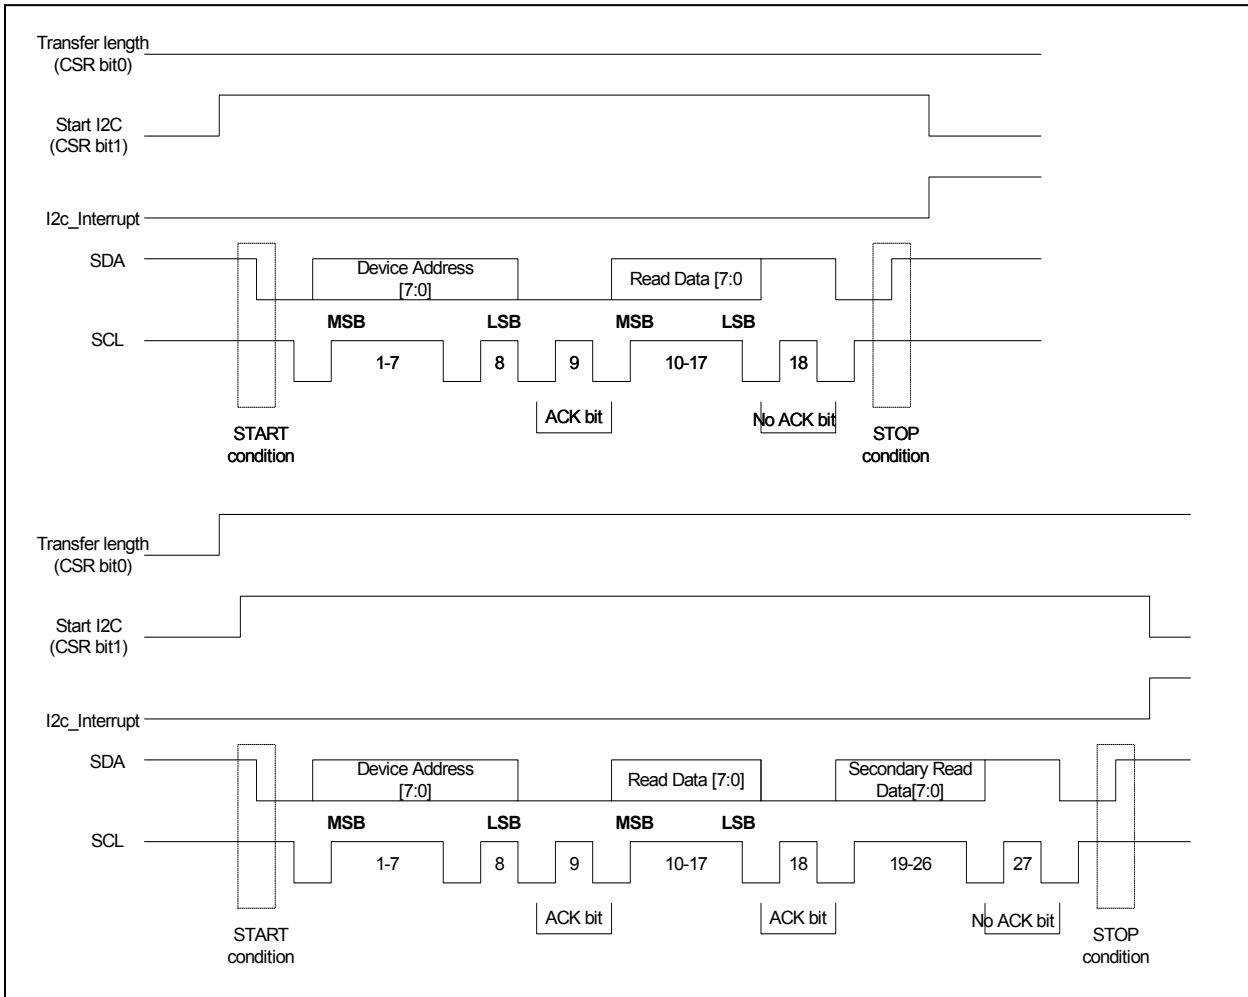 Transfer length
(CSR bit0)
Start I2C
(CSR bit1)
I2c_Interrupt
SDA
Device Address
[7:0]
Read Data [7:0
MSB LSB MSB LSB
SCL
1-7 8 9 10-17 18
ACK bit No ACK bit
START
condition
STOP
condition
Transfer length
(CSR bit0)
Start I2C
(CSR bit1)
I2c_Interrupt
SDA
Device Address
[7:0]
Read Data [7:0]
Secondary Read
Data[7:0]
MSB LSB MSB LSB
SCL
1-7 8 9 10-17 18 19-26 27
ACK bit ACK bit No ACK bit
START
condition
STOP
condition